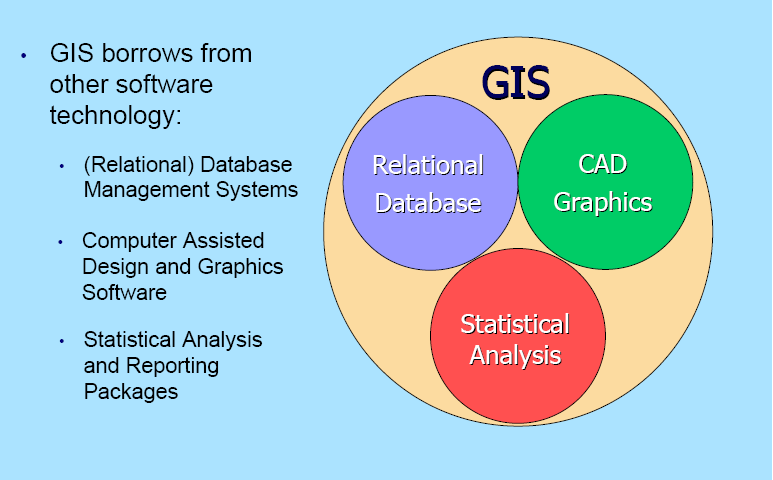 • GIS borrows from
other software
technology:
• (Relational) Database
Management Systems
• Computer Assisted
Design and Graphics
Software
• Statistical Analysis
and Reporting
Packages
GIS
Relational
Database
CAD
Graphics
Statistical
Analysis